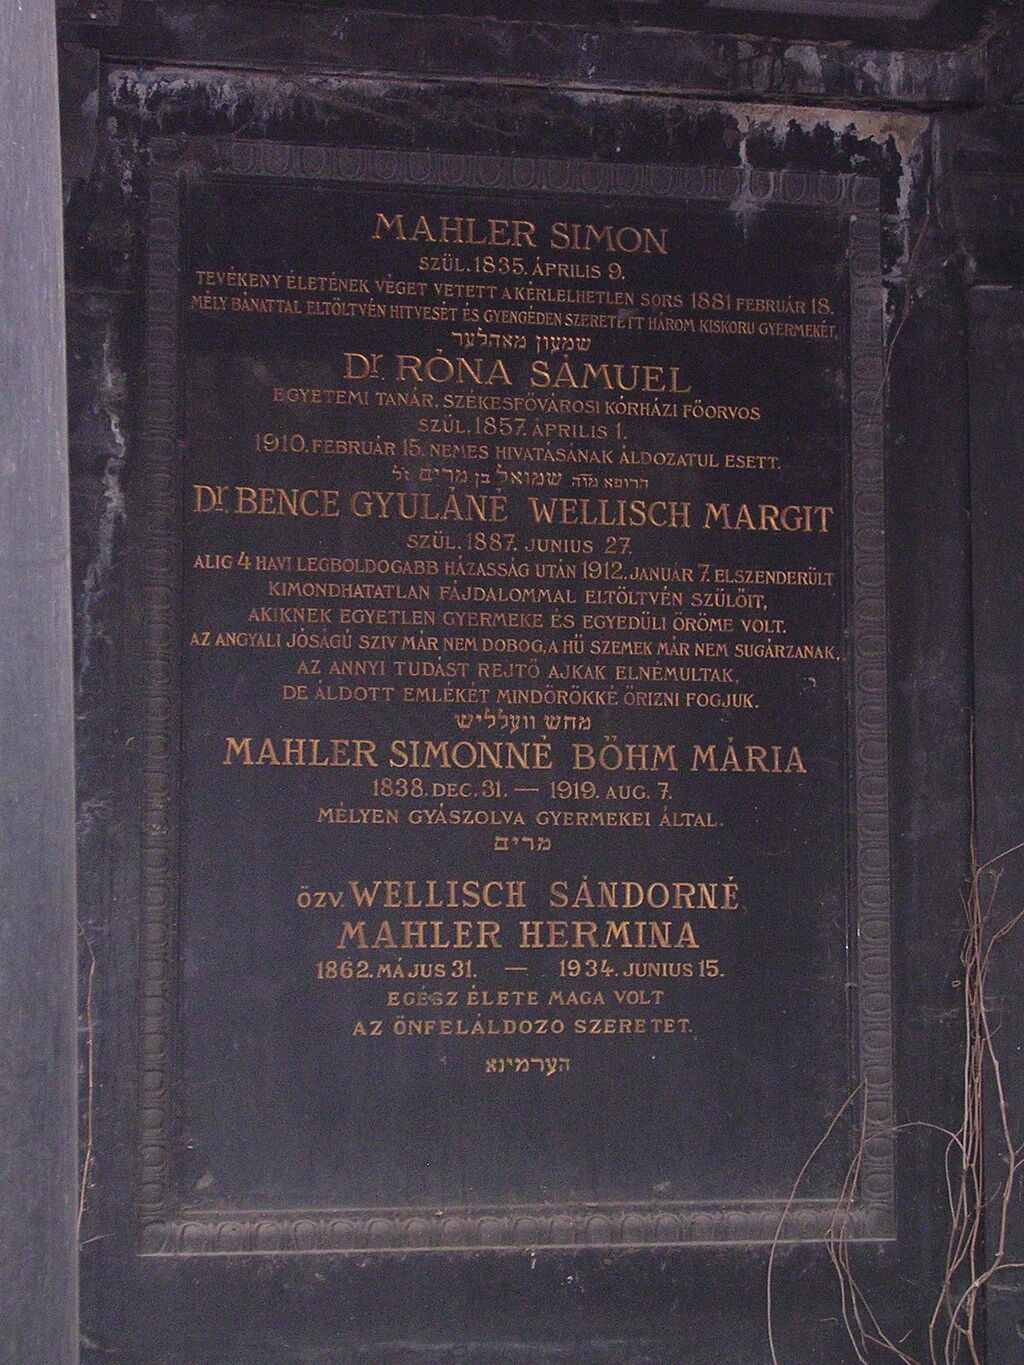 MAHLER SIMON
SZÜL. 1835. ÁPRILIS 9.
TEVÉKENY ÉLETÉNEK VÉGET VETETT A KÉRLELHETLEN SORS 1881 FEBRUÁR 18.
MÉLY BÁNATTAL ELTÖLTVÉN HITVESÉT ÉS GYENGÉDEN SZERETETT HÁROM KISKORU GYERMEKÉT,
שמעון מאהלער
Dr. RÓNA SÁMUEL
EGYETEMI TANÁR, SZÉKESFŐVÁROSI KÓRHÁZI FŐORVOS
SZÜL. 1857. ÁPRILIS 1.
1910. FEBRUÁR 15. NEMES HIVATÁSÁNAK ÁLDOZATUL ESETT.
הרופא מוה שמואל בן מרים זל
Dr. BENCE GYULÁNÉ WELLISCH MARGIT
SZÜL. 1887. JUNIUS 27.
ALIG 4 HAVI LEGBOLDOGABB HÁZASSÁG UTÁN 1912. JANUÁR 7. ELSZENDERÜLT
KIMONDHATATLAN FÁJDALOMMAL ELTÖLTVÉN SZÜLŐIT,
AKIKNEK EGYETLEN GYERMEKE ÉS EGYEDÜLI ÖRÖME VOLT.
AZ ANGYALI JÓSÁGÚ SZIV MÁR NEM DOBOG, A HŰ SZEMEK MÁR NEM SUGÁRZANAK,
AZ ANNYI TUDÁST REJTŐ AJKAK ELNÉMULTAK,
DE ÁLDOTT EMLÉKÉT MINDÖRÖKKÉ ŐRIZNI FOGJUK.
וועלליש
MAHLER SIMONNÉ BÖHM MÁRIA
1838. DEC. 31. — 1919. AUG. 7.
MÉLYEN GYÁSZOLVA GYERMEKEI ÁLTAL.
מרים
ÖZV. WELLISCH SÁNDORNÉ
MAHLER HERMINA
1862. MÁJUS 31. — 1934. JUNIUS 15.
EGÉSZ ÉLETE MAGA VOLT
AZ ÖNFELÁLDOZO SZERETET.
הערמינא